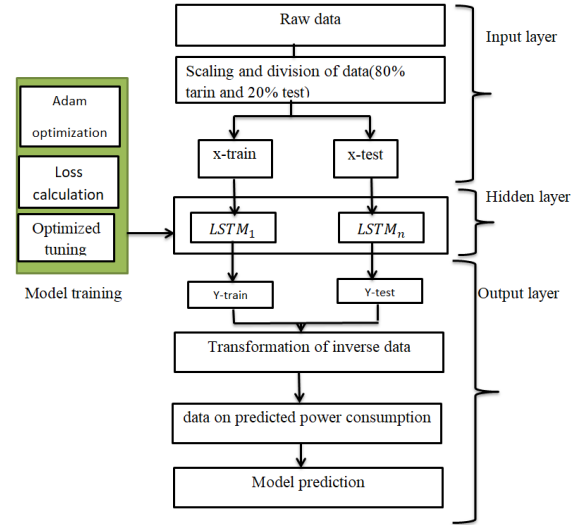 Raw data
Input layer
Scaling and division of data(80%
tarin and 20% test)
Adam
optimization
Loss
calculation
Optimized
tuning
Model training
x-train
x-test
Hidden layer
LSTM₁
LSTMₙ
Y-train
Y-test
Output layer
Transformation of inverse data
data on predicted power consumption
Model prediction